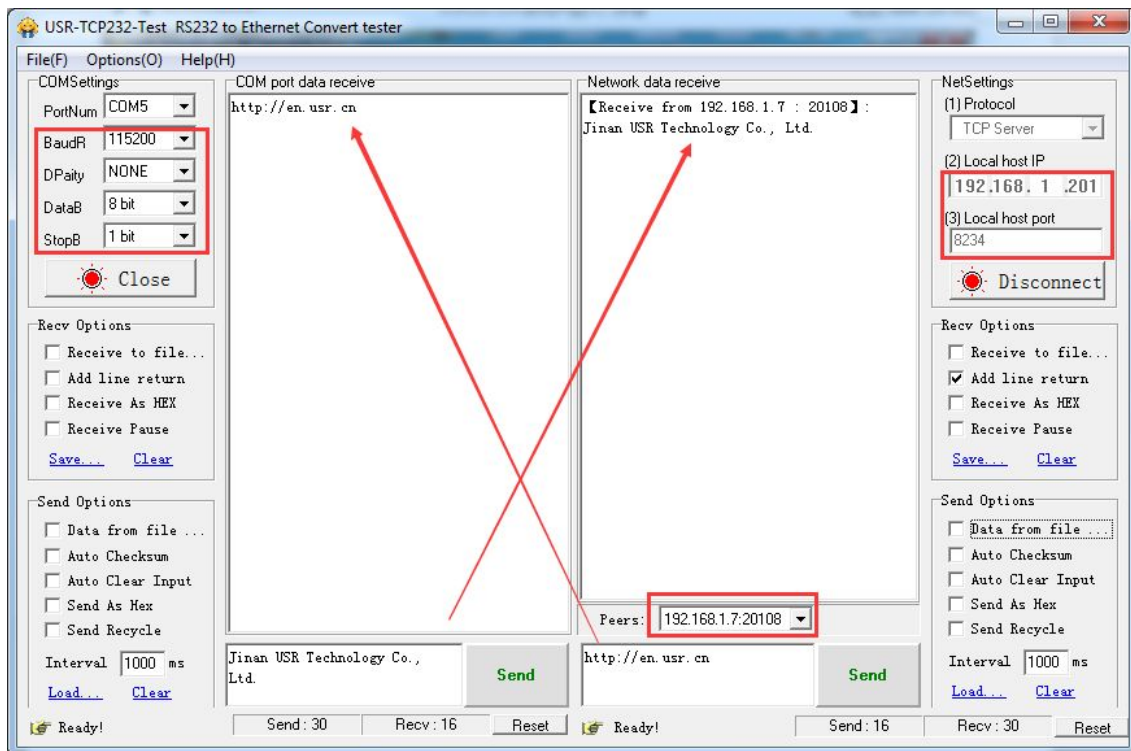 USR-TCP232-Test RS232 to Ethernet Convert tester
File(F) Options(O) Help(H)
COMSettings
PortNum COM5
BaudR 115200
DPaity NONE
DataB 8 bit
StopB 1 bit
Close
Recv Options
Receive to file...
Add line return
Receive As HEX
Receive Pause
Save... Clear
Send Options
Data from file ...
Auto Checksum
Auto Clear Input
Send As Hex
Send Recycle
Interval 1000 ms
Load... Clear
Ready!
COM port data receive
http://en.usr.cn
Jinan USR Technology Co.,
Ltd.
Send
Send : 30 Recv : 16 Reset
Network data receive
【Receive from 192.168.1.7 : 20108】:
Jinan USR Technology Co., Ltd.
Peers: 192.168.1.7:20108
http://en.usr.cn
Send
Ready!
Send : 16 Recv : 30 Reset
NetSettings
(1) Protocol
TCP Server
(2) Local host IP
192.168. 1 .201
(3) Local host port
8234
Disconnect
Recv Options
Receive to file...
Add line return
Receive As HEX
Receive Pause
Save... Clear
Send Options
Data from file ...
Auto Checksum
Auto Clear Input
Send As Hex
Send Recycle
Interval 1000 ms
Load... Clear